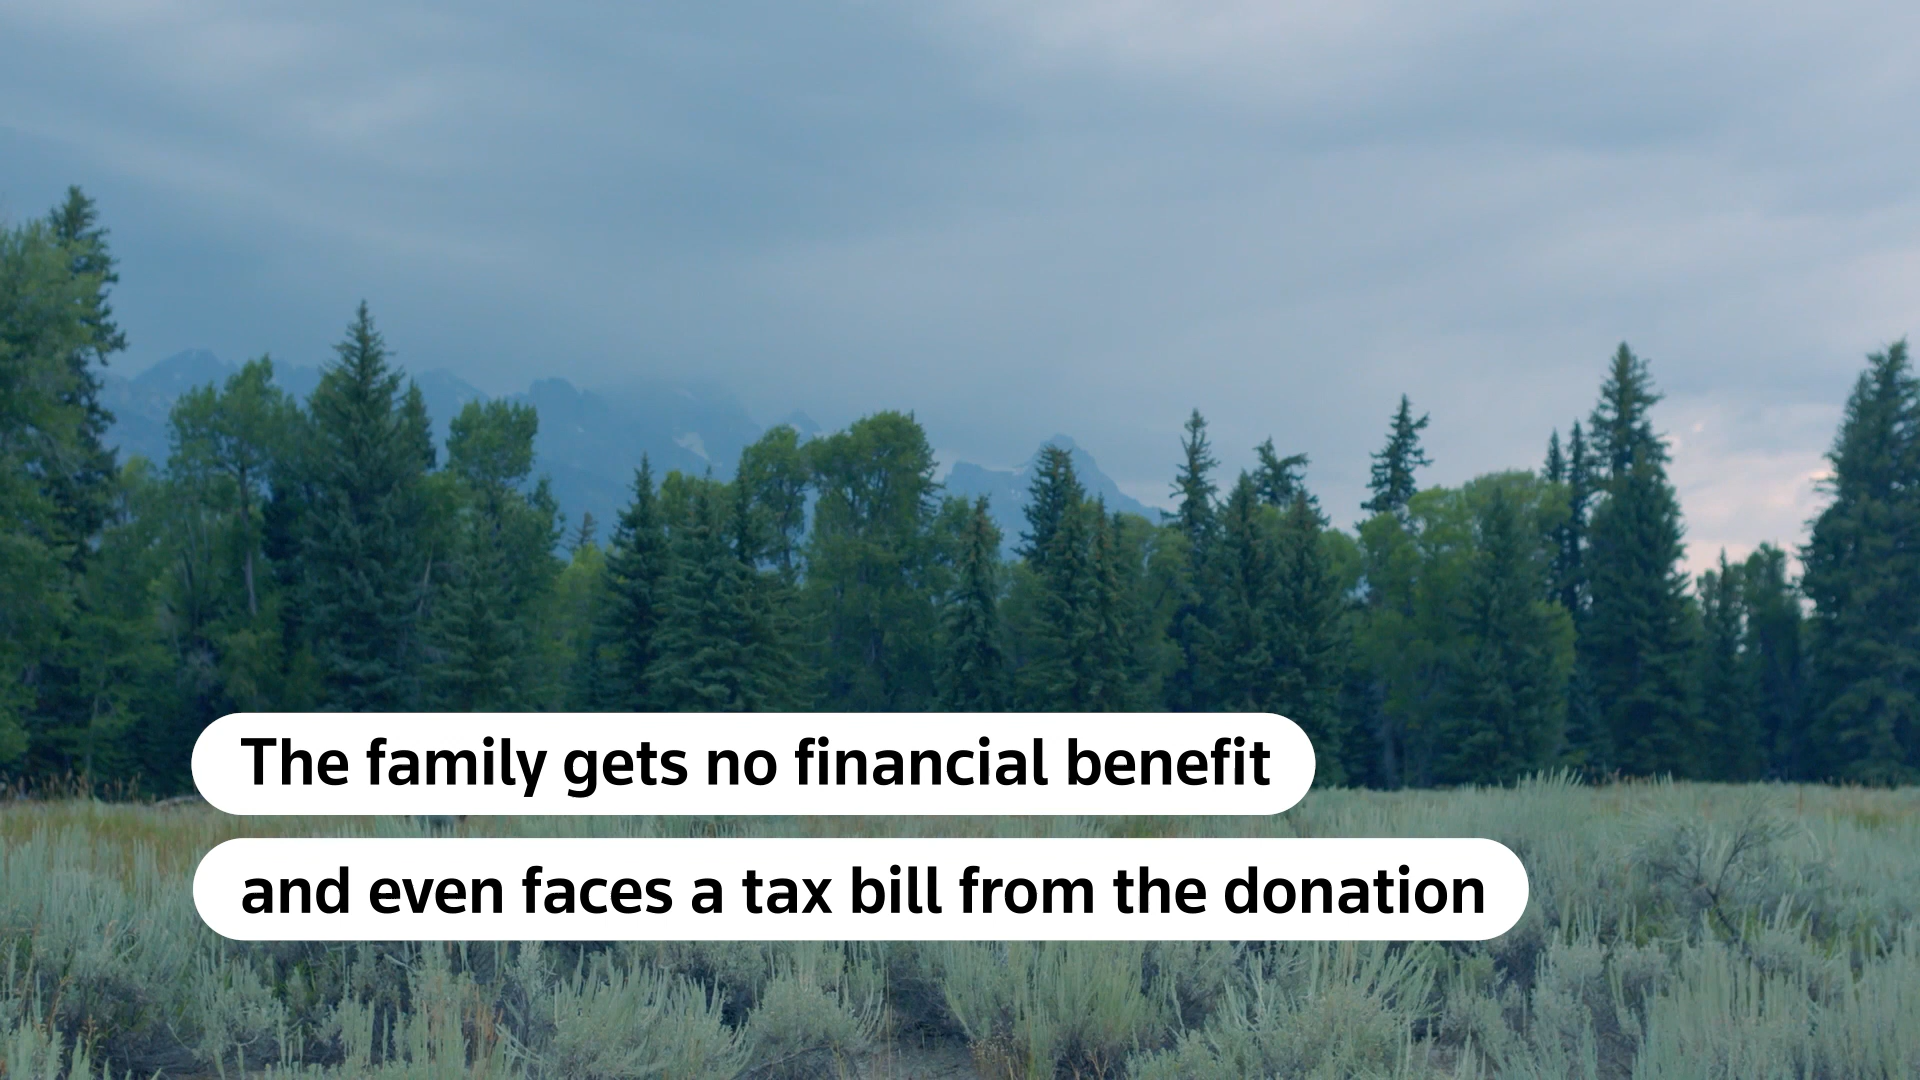 The family gets no financial benefit
and even faces a tax bill from the donation